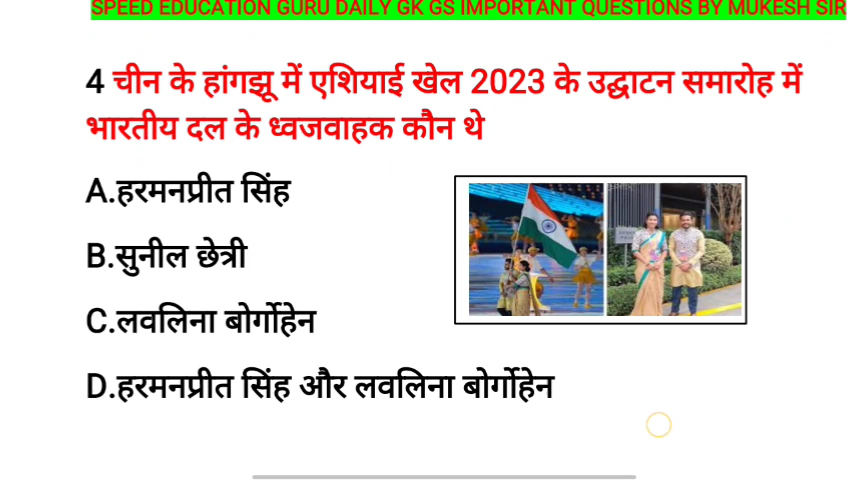 SPEED EDUCATION GURU DAILY GK GS IMPORTANT QUESTIONS BY MUKESH SIR
4 चीन के हांगझू में एशियाई खेल 2023 के उद्घाटन समारोह में
भारतीय दल के ध्वजवाहक कौन थे
A.हरमनप्रीत सिंह
B.सुनील छेत्री
C.लवलिना बोर्गोहेन
D.हरमनप्रीत सिंह और लवलिना बोर्गोहेन